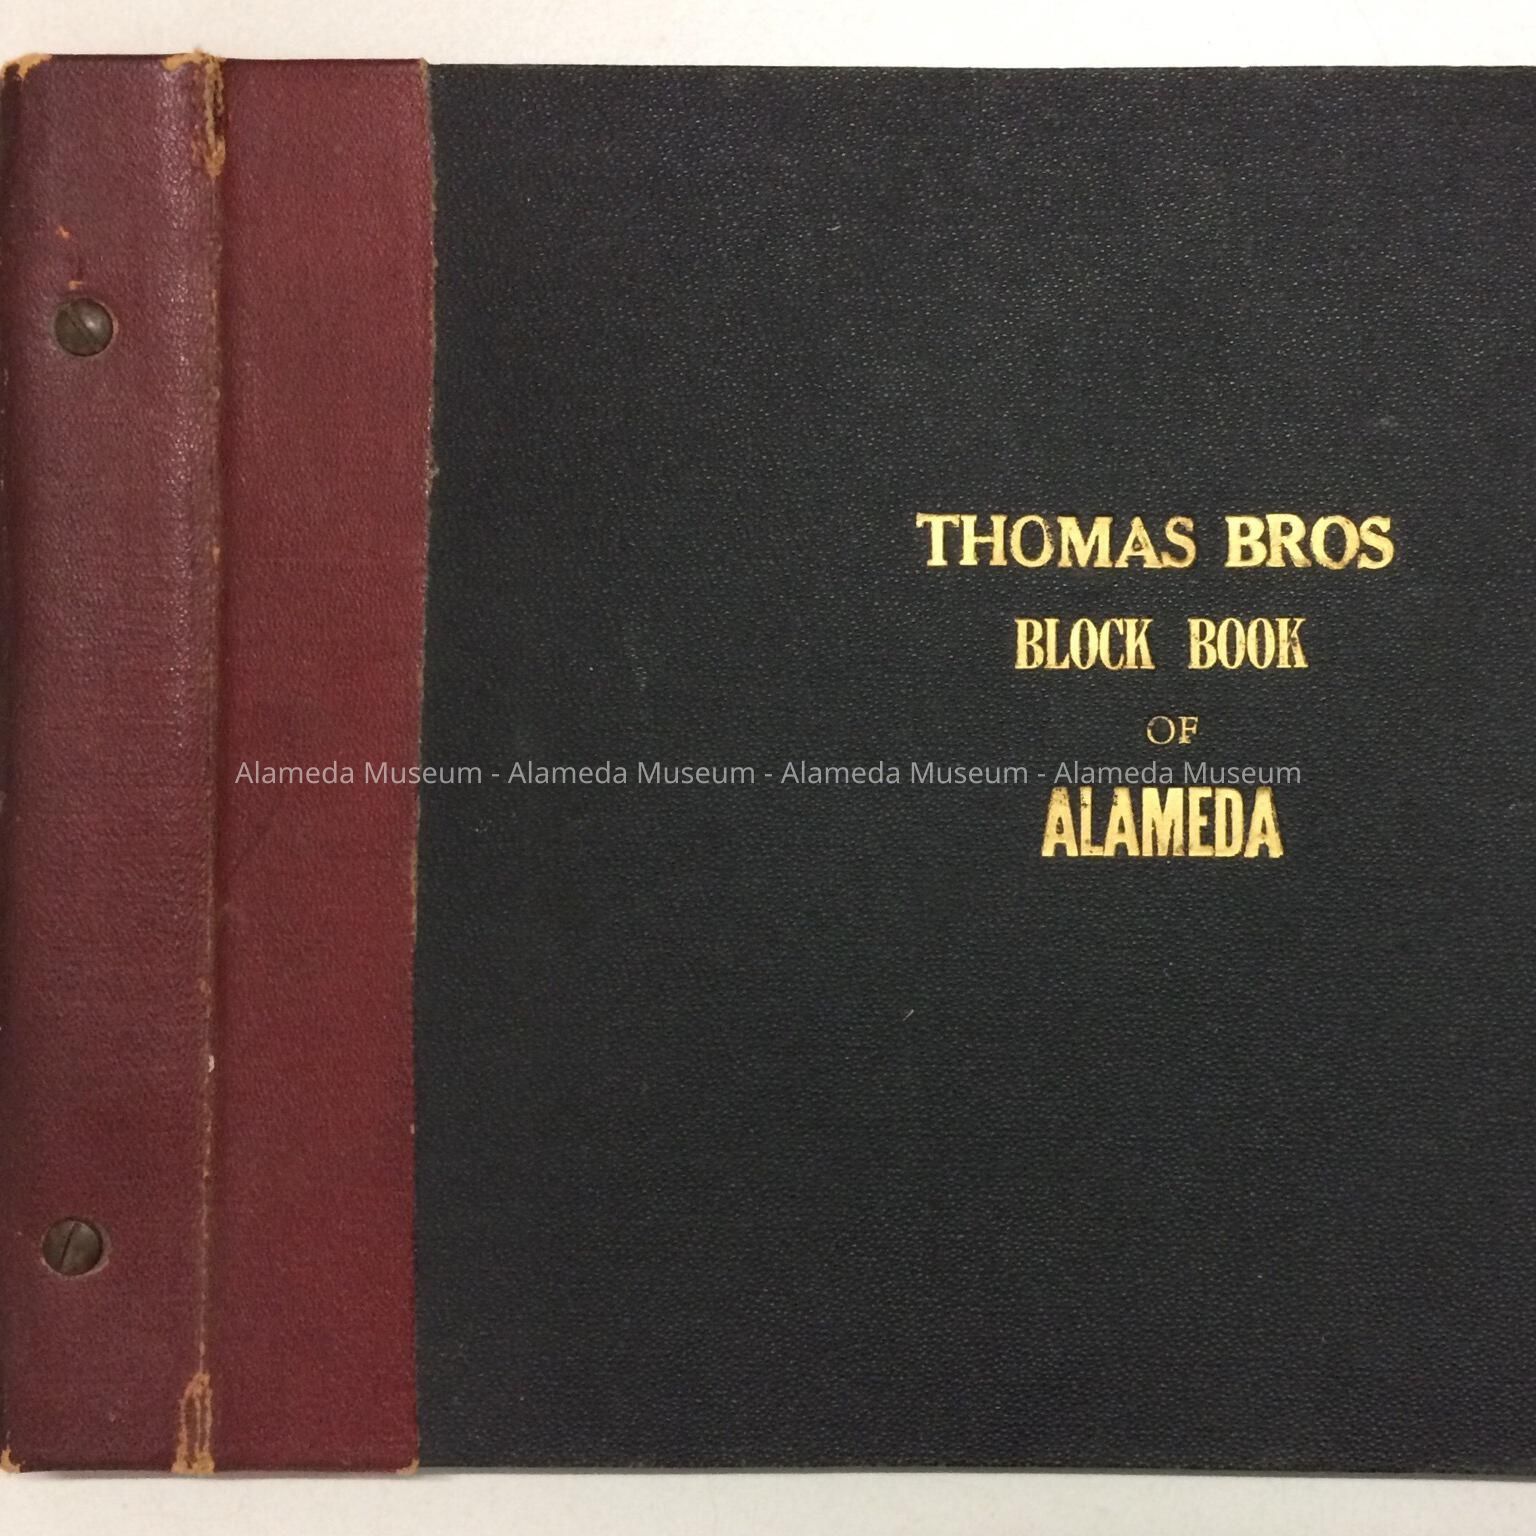 THOMAS BROS
BLOCK BOOK
OF
Alameda Museum - Alameda Museum - Alameda Museum - Alameda Museum
ALAMEDA